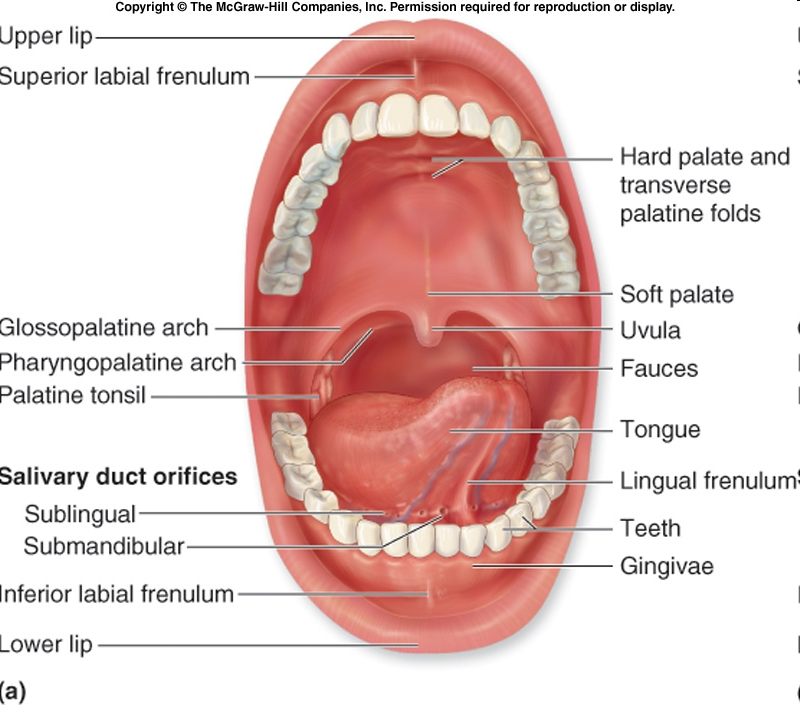 Copyright © The McGraw-Hill Companies, Inc. Permission required for reproduction or display.
Upper lip
Superior labial frenulum
Glossopalatine arch
Pharyngopalatine arch
Palatine tonsil
Salivary duct orifices
Sublingual
Submandibular
Inferior labial frenulum
Lower lip
(a)
Hard palate and
transverse
palatine folds
Soft palate
Uvula
Fauces
Tongue
Lingual frenulum
Teeth
Gingivae